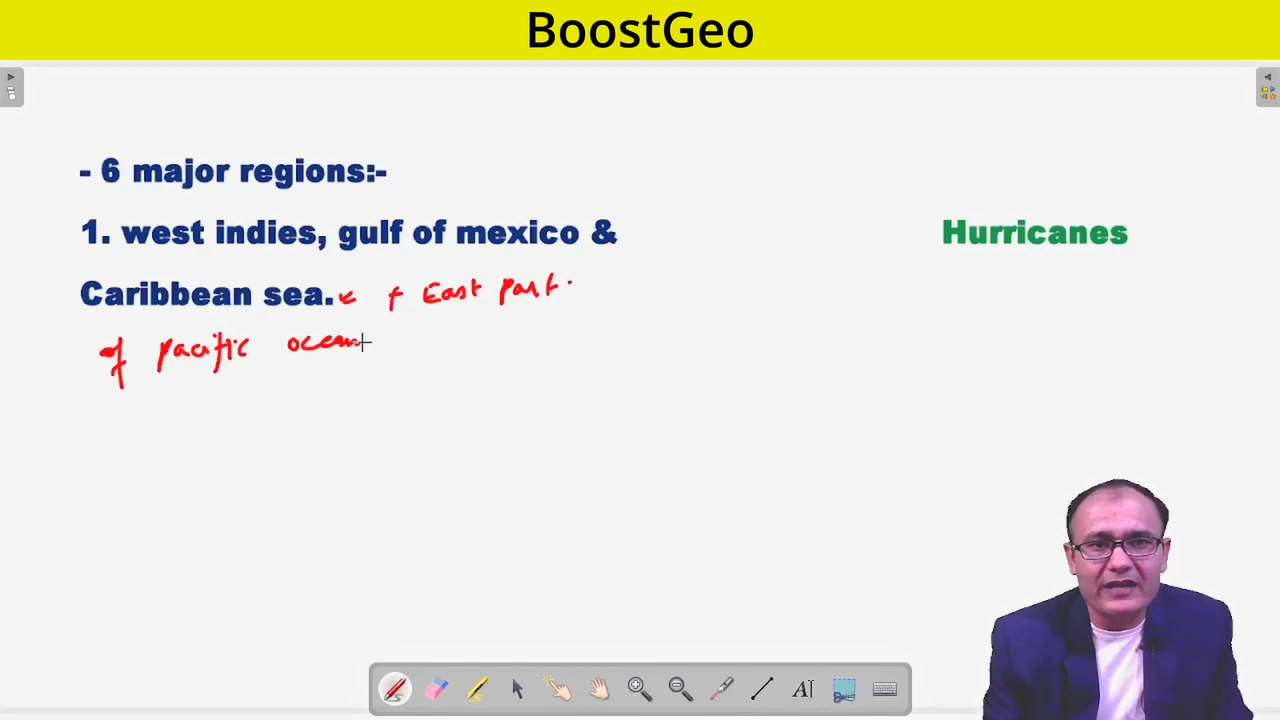 BoostGeo
- 6 major regions:-
1. west indies, gulf of mexico & Hurricanes
Caribbean sea. + East Part.
of pacific ocean